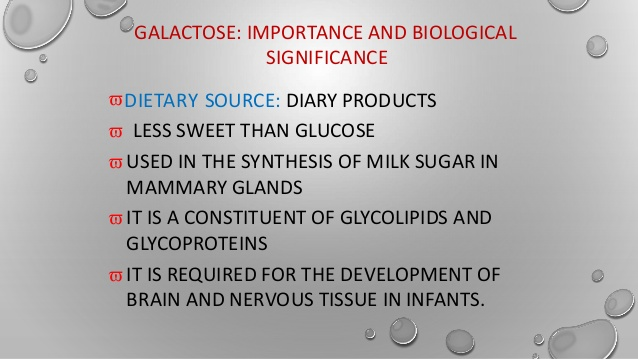 GALACTOSE: IMPORTANCE AND BIOLOGICAL
SIGNIFICANCE
ϖDIETARY SOURCE: DIARY PRODUCTS
ϖ LESS SWEET THAN GLUCOSE
ϖ USED IN THE SYNTHESIS OF MILK SUGAR IN
MAMMARY GLANDS
ϖ IT IS A CONSTITUENT OF GLYCOLIPIDS AND
GLYCOPROTEINS
ϖ IT IS REQUIRED FOR THE DEVELOPMENT OF
BRAIN AND NERVOUS TISSUE IN INFANTS.